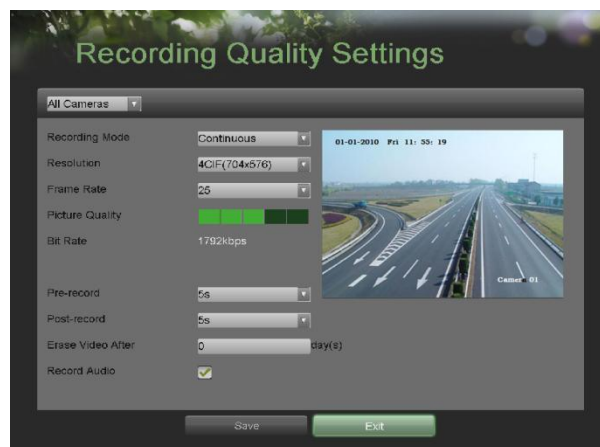 Recording Quality Settings
All Cameras
Recording Mode Continuous
Resolution 4CIF(704x576)
Frame Rate 25
Picture Quality
Bit Rate 1792kbps
Pre-record 5s
Post-record 5s
Erase Video After 0 day(s)
Record Audio
01-01-2010 Fri 11: 55: 19
Camera 01
Save Exit